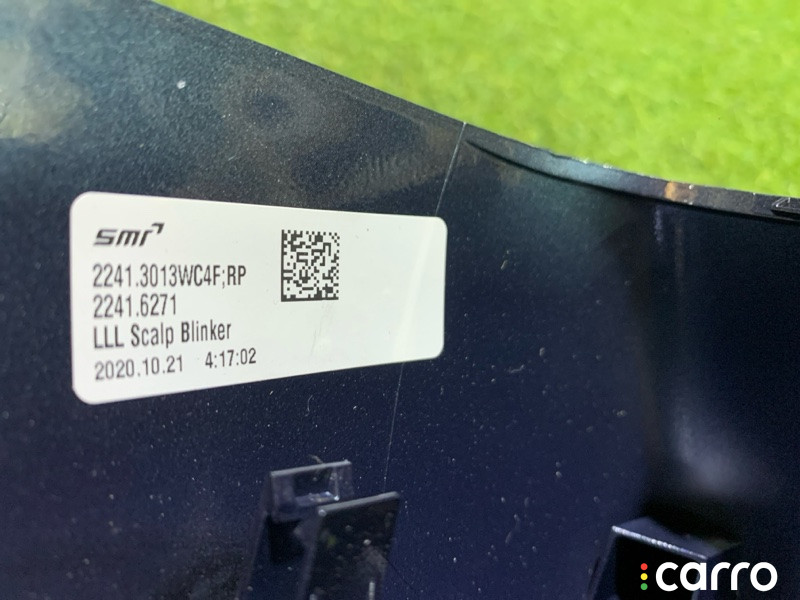 smr
2241.3013WC4F;RP
2241.6271
LLL Scalp Blinker
2020.10.21 4:17:02
carro